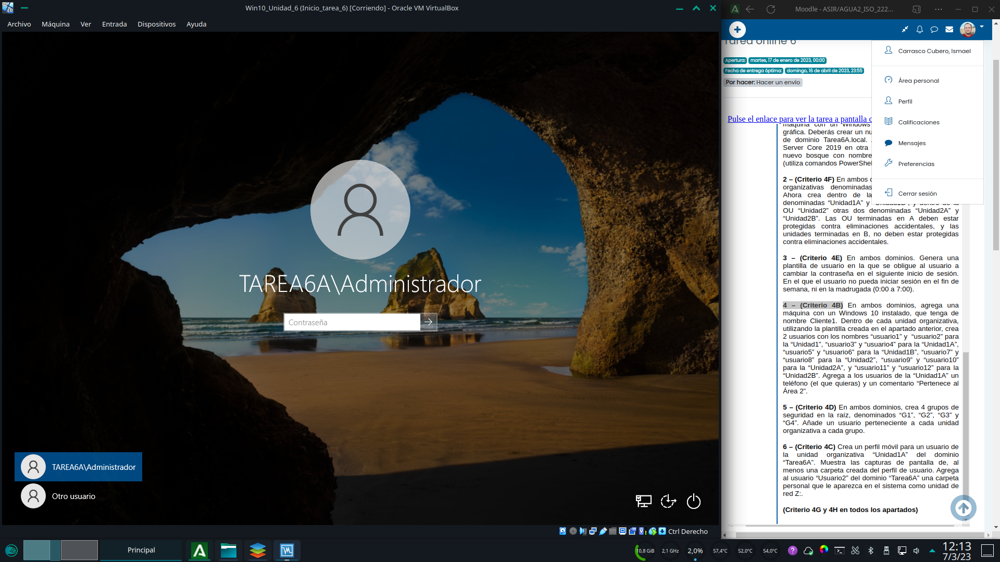 Win10_Unidad_6 (Inicio_tarea_6) [Corriendo] - Oracle VM VirtualBox
Archivo Máquina Ver Entrada Dispositivos Ayuda
TAREA6A\Administrador
Contraseña
TAREA6A\Administrador
Otro usuario
Ctrl Derecho
Moodle - ASIR/AGUA2_ISO_222...
Tarea online 6
Apertura: martes, 17 de enero de 2023, 00:00
Fecha de entrega óptima: domingo, 16 de abril de 2023, 23:55
Por hacer: Hacer un envío
Carrasco Cubero, Ismael
Área personal
Perfil
Calificaciones
Mensajes
Preferencias
Cerrar sesión
Pulse el enlace para ver la tarea a pantalla c
máquina con un Windows
gráfica. Deberás crear un nu
de dominio Tarea6A.local.
Server Core 2019 en otra
nuevo bosque con nombre
(utiliza comandos PowerShel
2 – (Criterio 4F) En ambos d
organizativas denominadas
Ahora crea dentro de la
denominadas “Unidad1A” y “Unidad1B”, y dentro de la
OU “Unidad2” otras dos denominadas “Unidad2A” y
“Unidad2B”. Las OU terminadas en A deben estar
protegidas contra eliminaciones accidentales, y las
unidades terminadas en B, no deben estar protegidas
contra eliminaciones accidentales.
3 – (Criterio 4E) En ambos dominios. Genera una
plantilla de usuario en la que se obligue al usuario a
cambiar la contraseña en el siguiente inicio de sesión.
En el que el usuario no pueda iniciar sesión en el fin de
semana, ni en la madrugada (0:00 a 7:00).
4 – (Criterio 4B) En ambos dominios, agrega una
máquina con un Windows 10 instalado, que tenga de
nombre Cliente1. Dentro de cada unidad organizativa,
utilizando la plantilla creada en el apartado anterior, crea
2 usuarios con los nombres “usuario1” y “usuario2” para
la “Unidad1”, “usuario3” y “usuario4” para la “Unidad1A”,
“usuario5” y “usuario6” para la “Unidad1B”, “usuario7” y
“usuario8” para la “Unidad2”, “usuario9” y “usuario10”
para la “Unidad2A”, y “usuario11” y “usuario12” para la
“Unidad2B”. Agrega a los usuarios de la “Unidad1A” un
teléfono (el que quieras) y un comentario “Pertenece al
Área 2”.
5 – (Criterio 4D) En ambos dominios, crea 4 grupos de
seguridad en la raíz, denominados “G1”, “G2”, “G3” y
“G4”. Añade un usuario perteneciente a cada unidad
organizativa a cada grupo.
6 – (Criterio 4C) Crea un perfil móvil para un usuario de
la unidad organizativa “Unidad1A” del dominio
“Tarea6A”. Muestra las capturas de pantalla de, al
menos una carpeta creada del perfil de usuario. Agrega
al usuario “Usuario2” del dominio “Tarea6A” una carpeta
personal que le aparezca en el sistema como unidad de
red Z:.
(Criterio 4G y 4H en todos los apartados)
Principal
10,8 GiB 2,1 GHz 2,0% 57,4°C 52,0°C 54,0°C
12:13
7/3/23